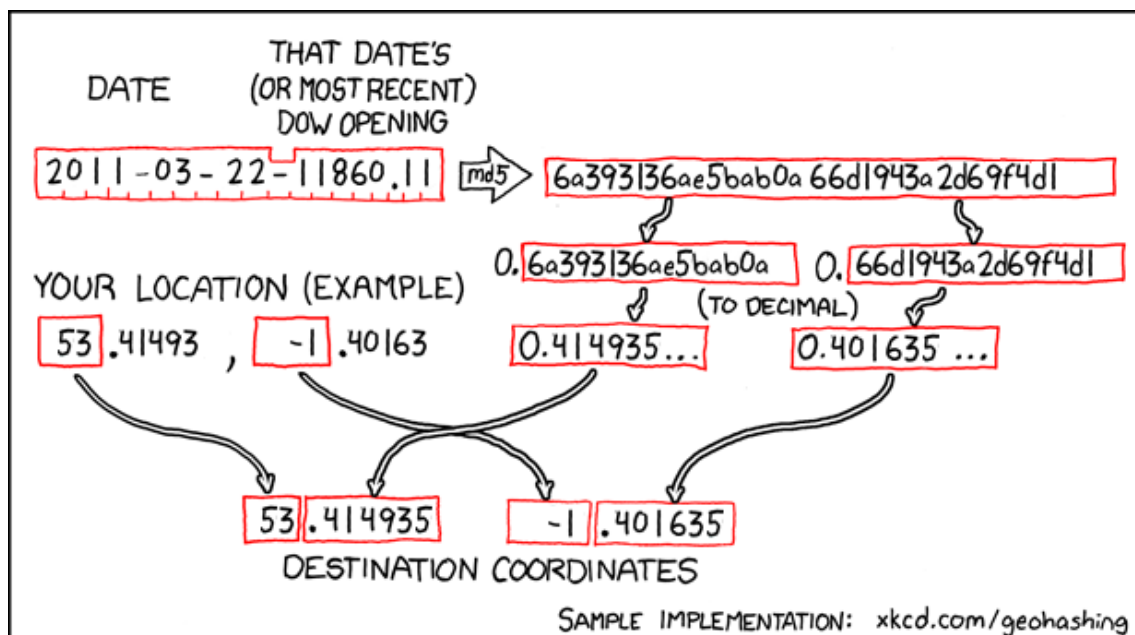 DATE
THAT DATE'S
(OR MOST RECENT)
DOW OPENING
2011-03-22-11860.11
md5
6a393136ae5bab0a66d1943a2d69f4d1
0.6a393136ae5bab0a
0.66d1943a2d69f4d1
(TO DECIMAL)
YOUR LOCATION (EXAMPLE)
53.41493, -1.40163
0.414935...
0.401635...
53.414935
-1.401635
DESTINATION COORDINATES
SAMPLE IMPLEMENTATION: xkcd.com/geohashing